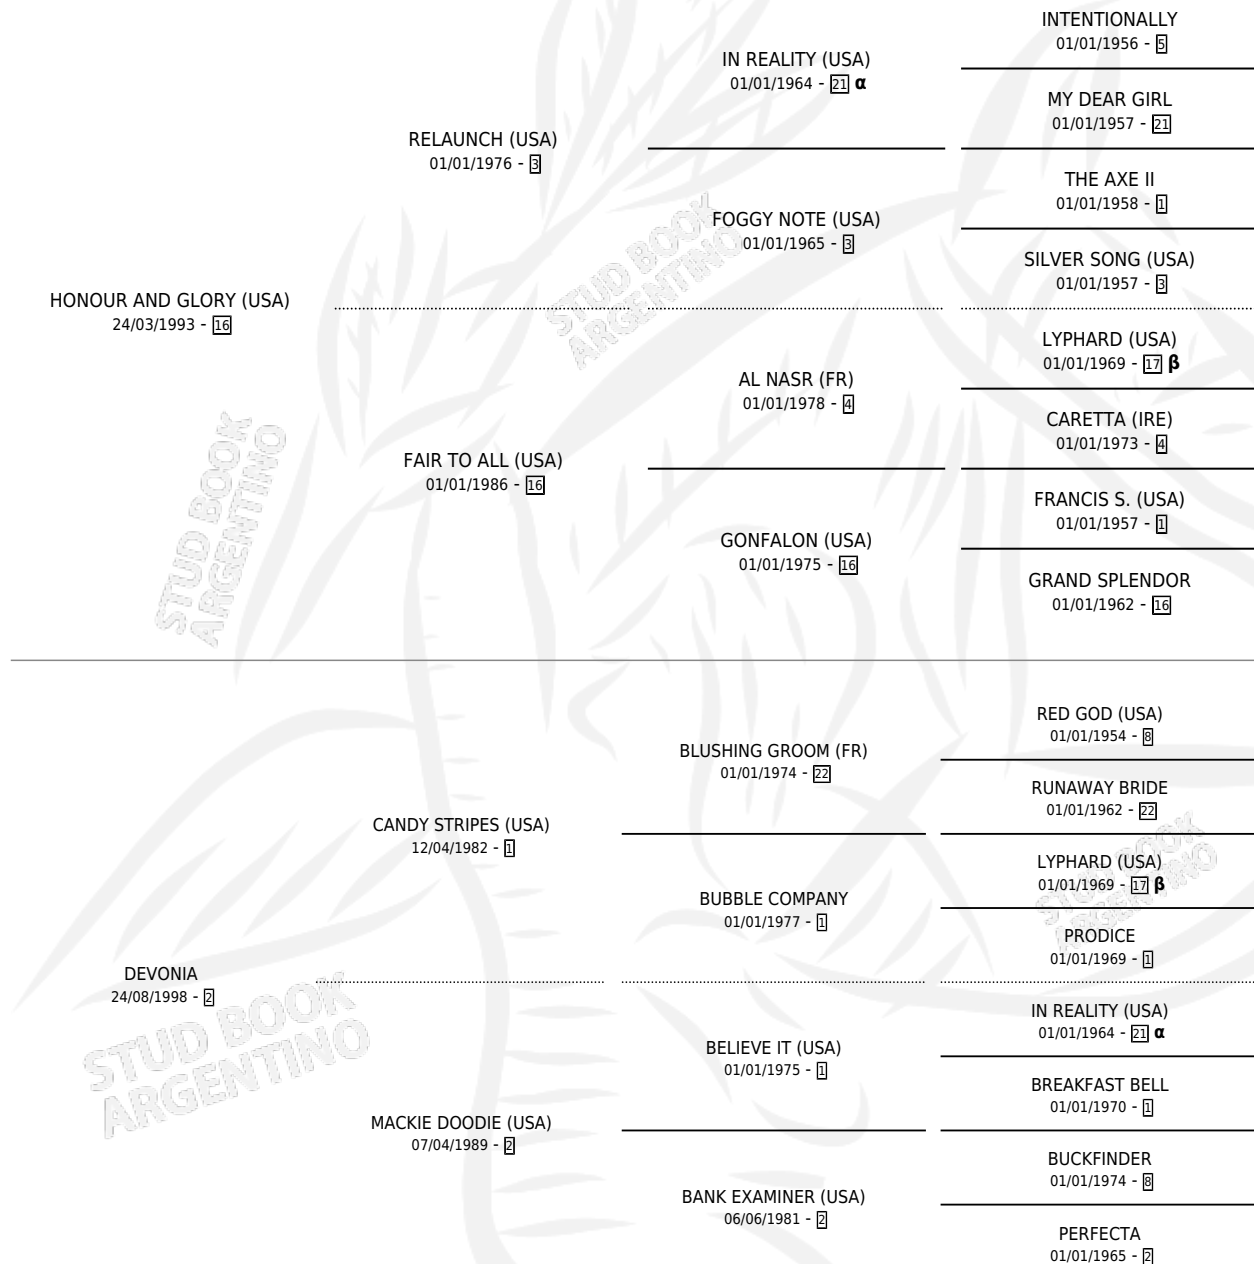 INTENTIONALLY
01/01/1956 - 5
IN REALITY (USA)
01/01/1964 - 21 α
MY DEAR GIRL
01/01/1957 - 21
RELAUNCH (USA)
01/01/1976 - 3
THE AXE II
01/01/1958 - 1
FOGGY NOTE (USA)
01/01/1965 - 3
SILVER SONG (USA)
01/01/1957 - 3
HONOUR AND GLORY (USA)
24/03/1993 - 16
LYPHARD (USA)
01/01/1969 - 17 β
AL NASR (FR)
01/01/1978 - 4
CARETTA (IRE)
01/01/1973 - 4
FAIR TO ALL (USA)
01/01/1986 - 16
FRANCIS S. (USA)
01/01/1957 - 1
GONFALON (USA)
01/01/1975 - 16
GRAND SPLENDOR
01/01/1962 - 16
RED GOD (USA)
01/01/1954 - 8
BLUSHING GROOM (FR)
01/01/1974 - 22
RUNAWAY BRIDE
01/01/1962 - 22
CANDY STRIPES (USA)
12/04/1982 - 1
LYPHARD (USA)
01/01/1969 - 17 β
BUBBLE COMPANY
01/01/1977 - 1
PRODICE
01/01/1969 - 1
DEVONIA
24/08/1998 - 2
IN REALITY (USA)
01/01/1964 - 21 α
BELIEVE IT (USA)
01/01/1975 - 1
BREAKFAST BELL
01/01/1970 - 1
MACKIE DOODIE (USA)
07/04/1989 - 2
BUCKFINDER
01/01/1974 - 8
BANK EXAMINER (USA)
06/06/1981 - 2
PERFECTA
01/01/1965 - 2
STUD BOOK
ARGENTINO
STUD BOOK
ARGENTINO
STUD BOOK
ARGENTINO
STUD BOOK
ARGENTINO